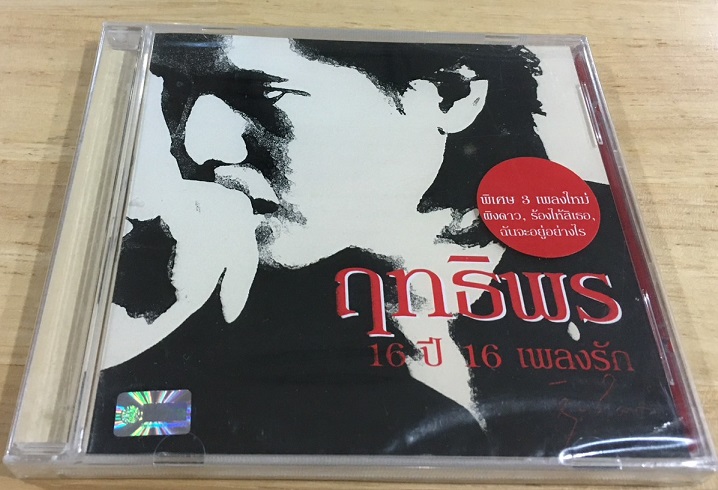 พิเศษ 3 เพลงใหม่
พิงดาว, ร้องไห้สิเธอ,
ฉันจะอยู่อย่างไร
ฤทธิพร
16 ปี 16 เพลงรัก